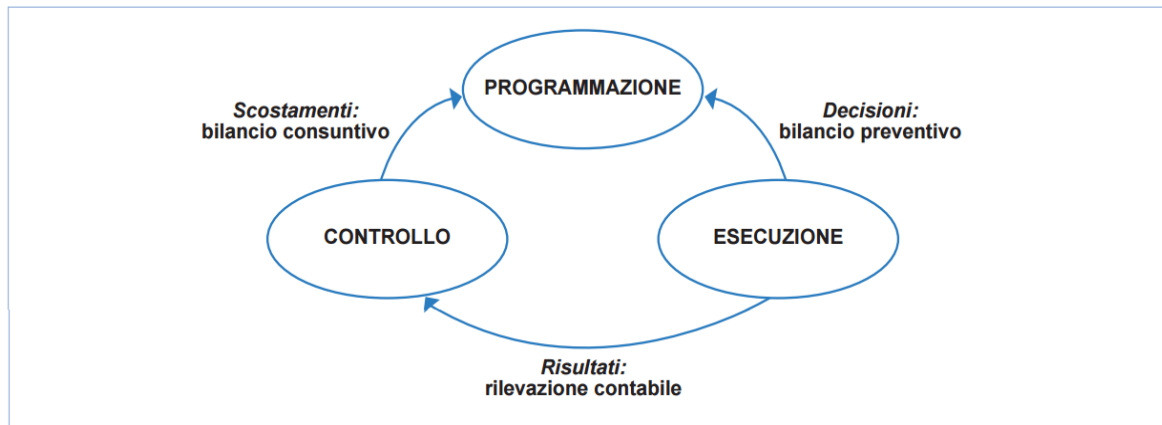 PROGRAMMAZIONE
Scostamenti:
bilancio consuntivo
Decisioni:
bilancio preventivo
CONTROLLO
ESECUZIONE
Risultati:
rilevazione contabile